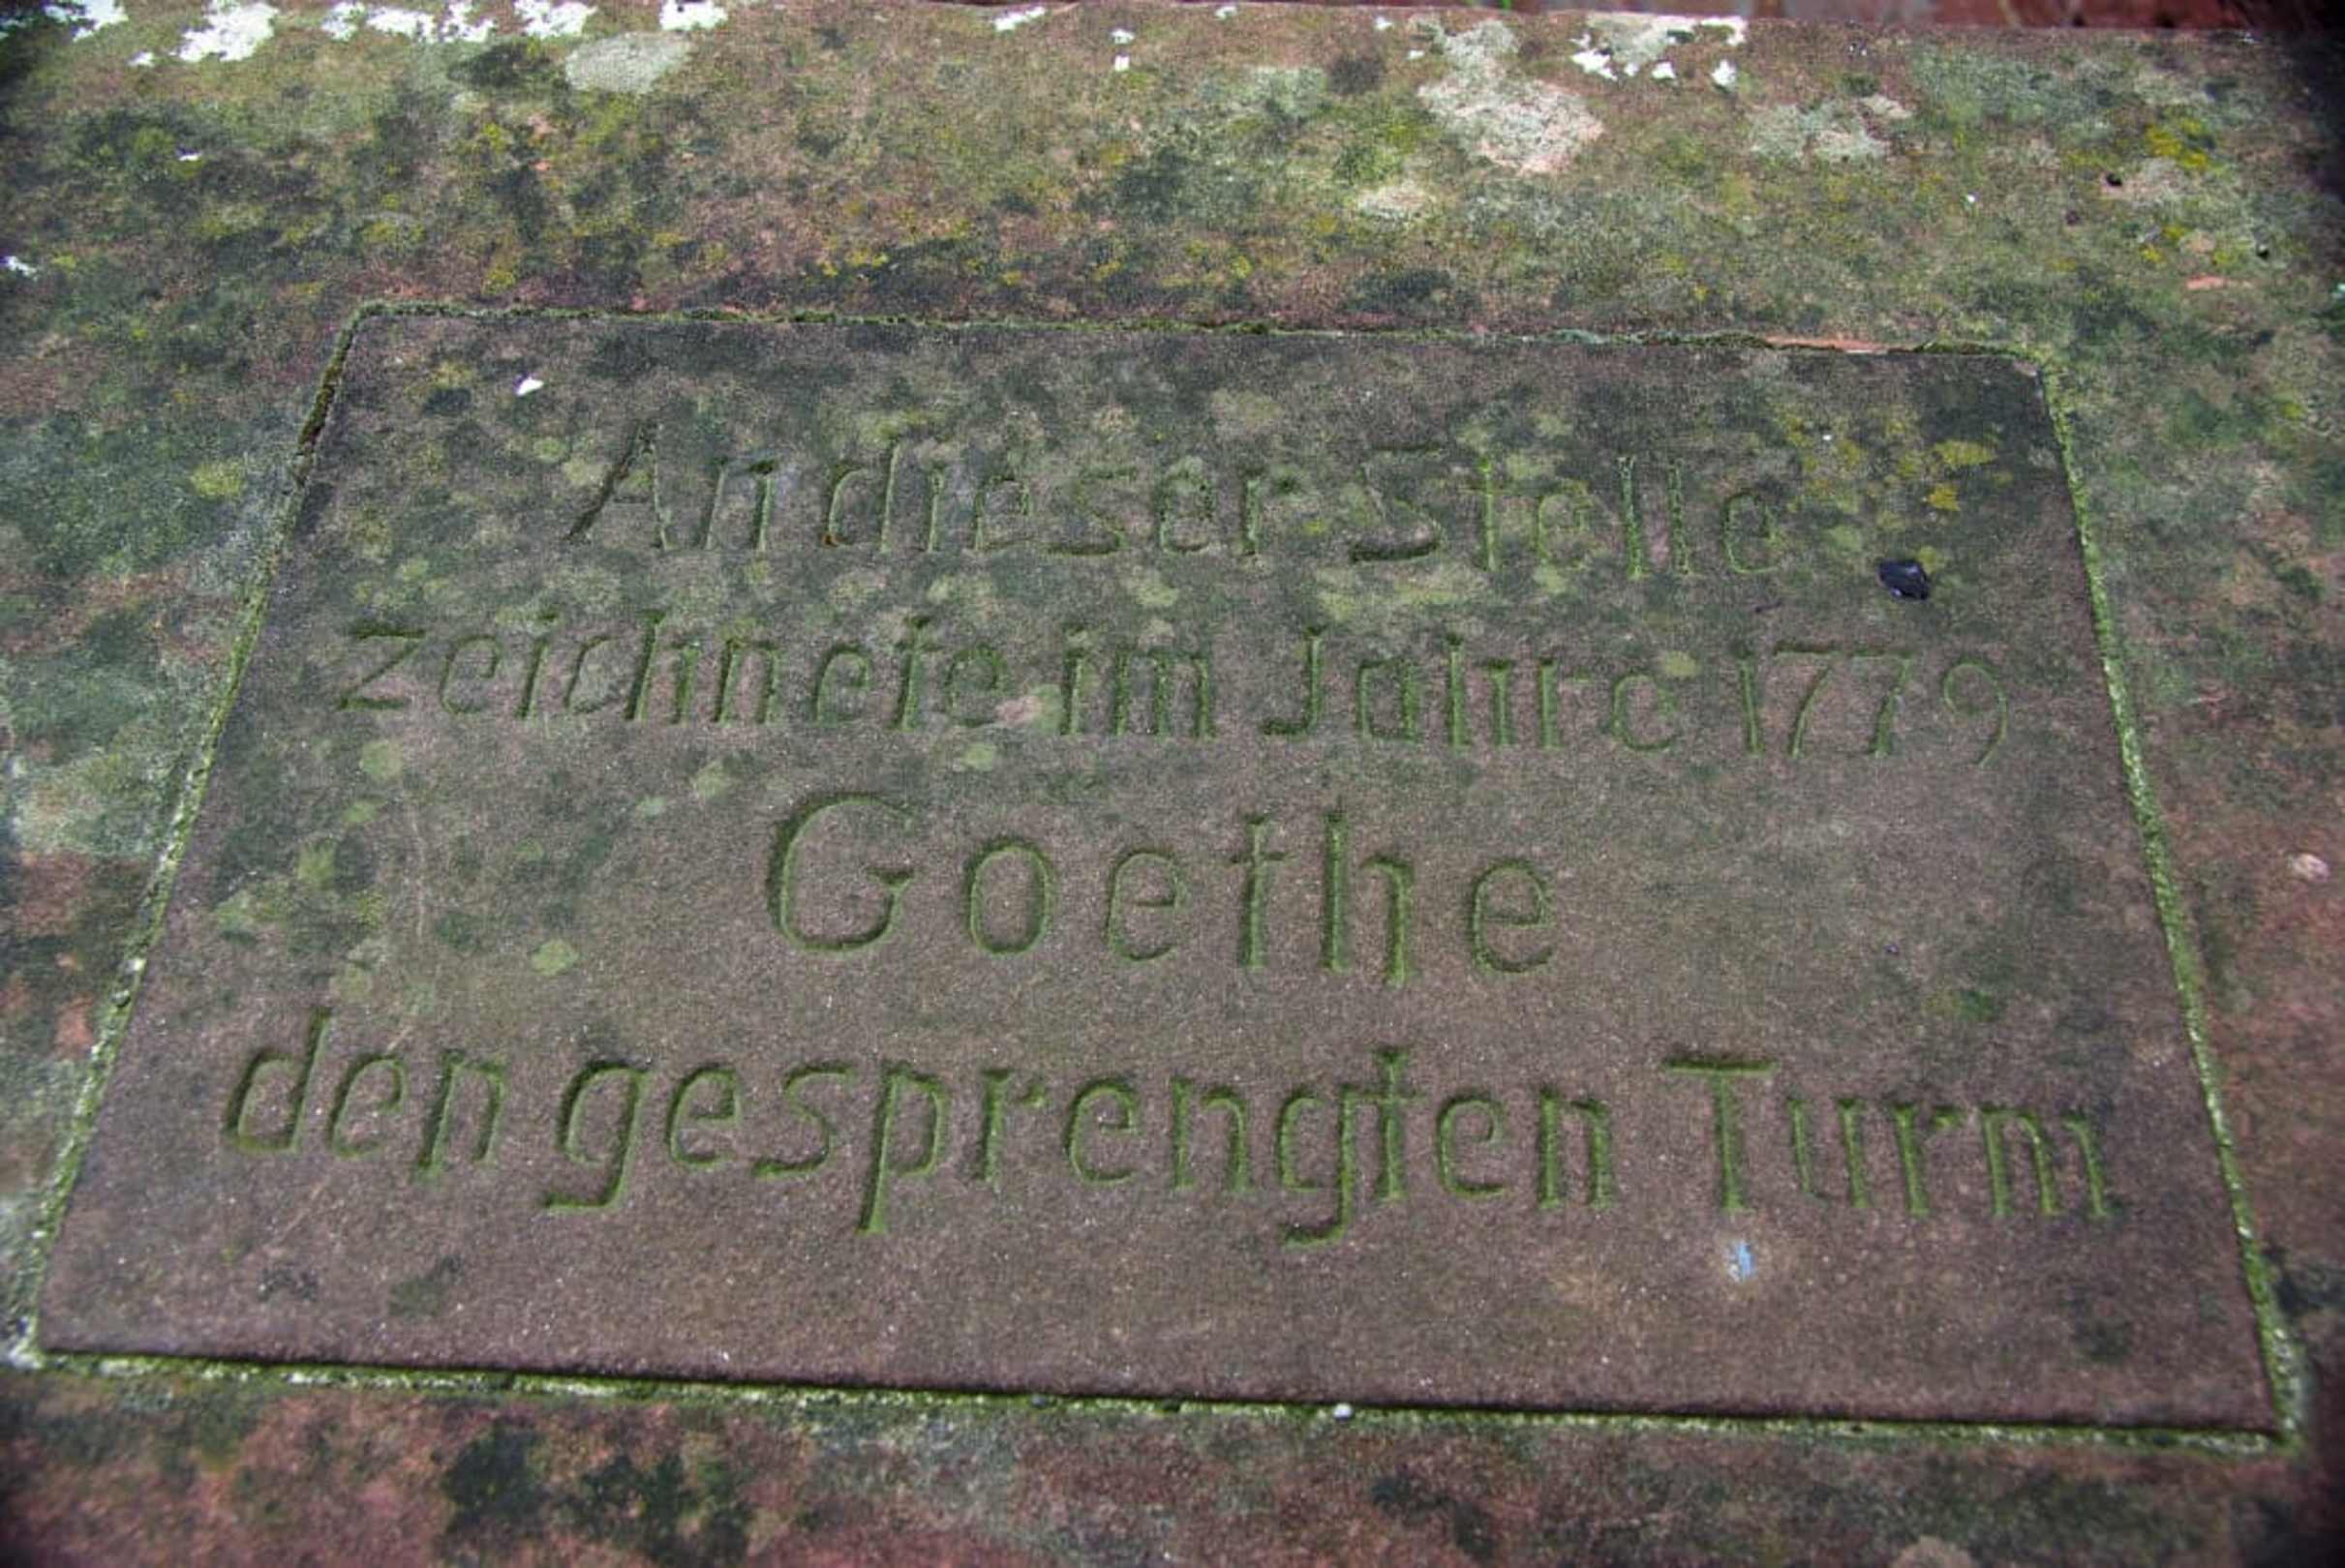 An dieser Stelle
zeichnete im Jahre 1779
Goethe
den gesprengten Turm